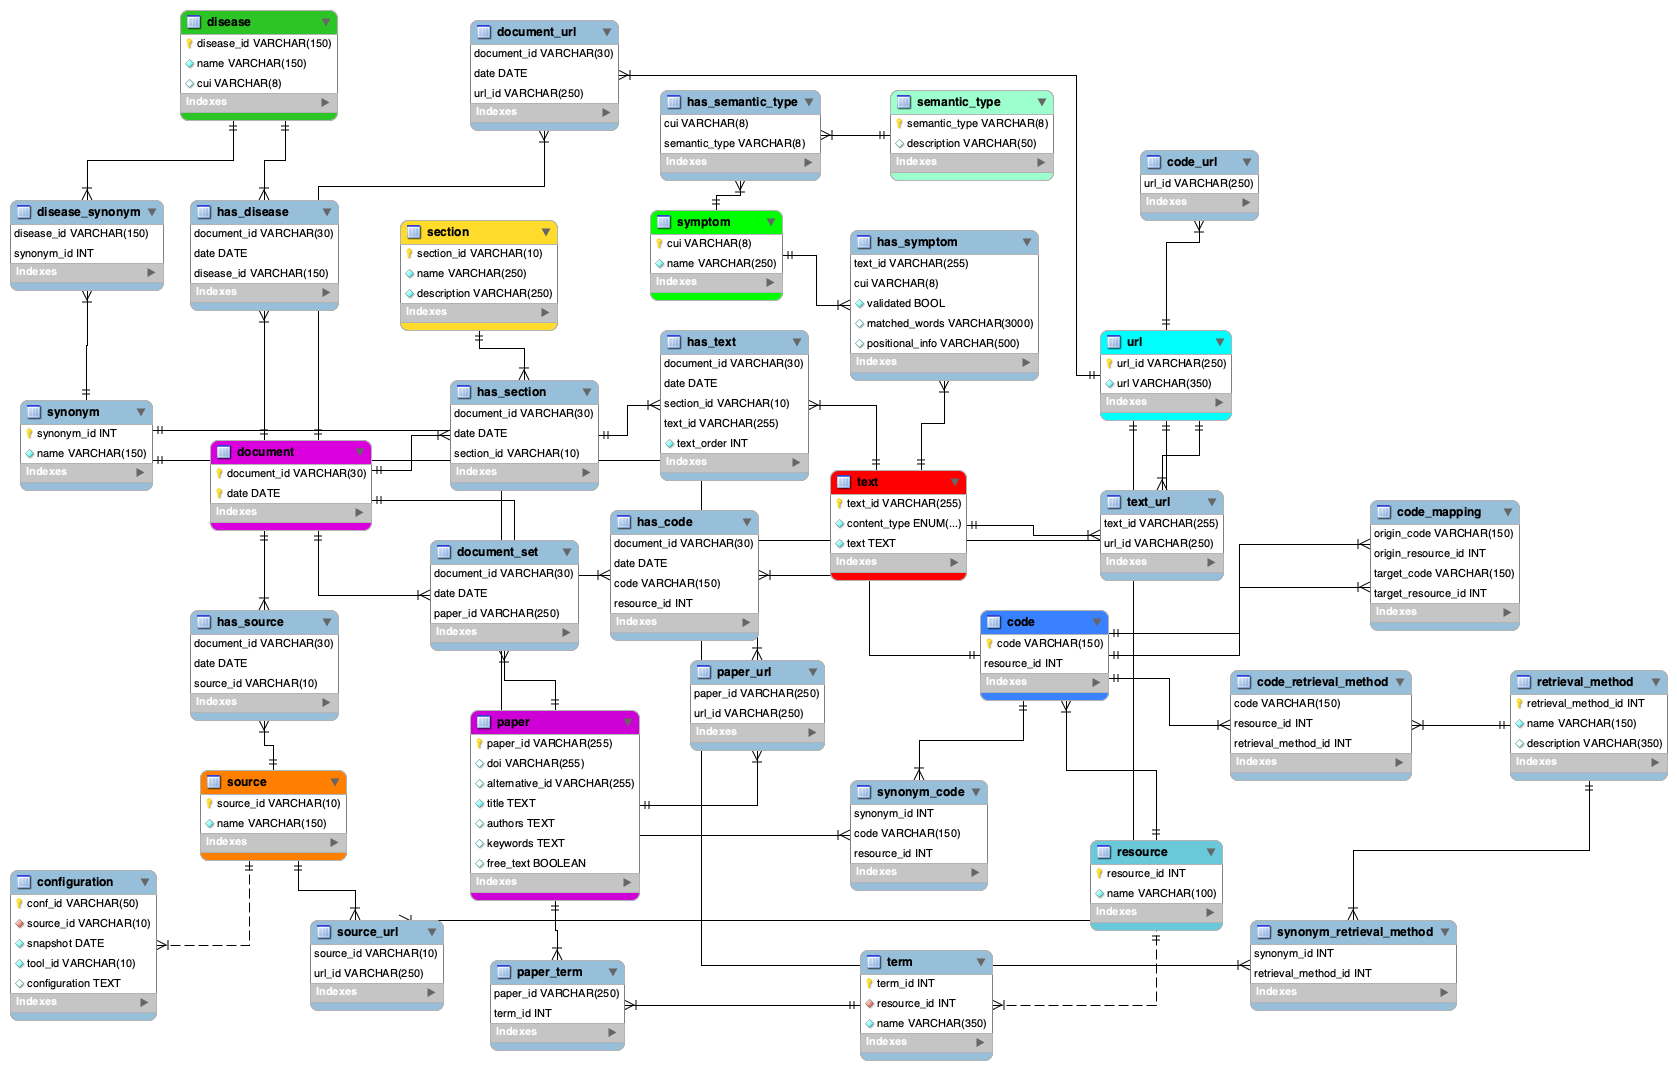 disease
disease_id VARCHAR(150)
name VARCHAR(150)
cui VARCHAR(8)
Indexes
document_url
document_id VARCHAR(30)
date DATE
url_id VARCHAR(250)
Indexes
has_semantic_type
cui VARCHAR(8)
semantic_type VARCHAR(8)
Indexes
semantic_type
semantic_type VARCHAR(8)
description VARCHAR(50)
Indexes
code_url
url_id VARCHAR(250)
Indexes
disease_synonym
disease_id VARCHAR(150)
synonym_id INT
Indexes
has_disease
document_id VARCHAR(30)
date DATE
disease_id VARCHAR(150)
Indexes
section
section_id VARCHAR(10)
name VARCHAR(250)
description VARCHAR(250)
Indexes
symptom
cui VARCHAR(8)
name VARCHAR(250)
Indexes
has_symptom
text_id VARCHAR(255)
cui VARCHAR(8)
validated BOOL
matched_words VARCHAR(3000)
positional_info VARCHAR(500)
Indexes
url
url_id VARCHAR(250)
url VARCHAR(350)
Indexes
has_text
document_id VARCHAR(30)
date DATE
section_id VARCHAR(10)
text_id VARCHAR(255)
text_order INT
Indexes
has_section
document_id VARCHAR(30)
date DATE
section_id VARCHAR(10)
Indexes
synonym
synonym_id INT
name VARCHAR(150)
Indexes
document
document_id VARCHAR(30)
date DATE
Indexes
text
text_id VARCHAR(255)
content_type ENUM(...)
text TEXT
Indexes
text_url
text_id VARCHAR(255)
url_id VARCHAR(250)
Indexes
code_mapping
origin_code VARCHAR(150)
origin_resource_id INT
target_code VARCHAR(150)
target_resource_id INT
Indexes
has_code
document_id VARCHAR(30)
date DATE
code VARCHAR(150)
resource_id INT
Indexes
document_set
document_id VARCHAR(30)
date DATE
paper_id VARCHAR(250)
Indexes
has_source
document_id VARCHAR(30)
date DATE
source_id VARCHAR(10)
Indexes
code
code VARCHAR(150)
resource_id INT
Indexes
paper_url
paper_id VARCHAR(250)
url_id VARCHAR(250)
Indexes
code_retrieval_method
code VARCHAR(150)
resource_id INT
retrieval_method_id INT
Indexes
retrieval_method
retrieval_method_id INT
name VARCHAR(150)
description VARCHAR(350)
Indexes
paper
paper_id VARCHAR(255)
doi VARCHAR(255)
alternative_id VARCHAR(255)
title TEXT
authors TEXT
keywords TEXT
free_text BOOLEAN
Indexes
source
source_id VARCHAR(10)
name VARCHAR(150)
Indexes
synonym_code
synonym_id INT
code VARCHAR(150)
resource_id INT
Indexes
resource
resource_id INT
name VARCHAR(100)
Indexes
configuration
conf_id VARCHAR(50)
source_id VARCHAR(10)
snapshot DATE
tool_id VARCHAR(10)
configuration TEXT
Indexes
source_url
source_id VARCHAR(10)
url_id VARCHAR(250)
Indexes
paper_term
paper_id VARCHAR(250)
term_id INT
Indexes
term
term_id INT
resource_id INT
name VARCHAR(350)
Indexes
synonym_retrieval_method
synonym_id INT
retrieval_method_id INT
Indexes